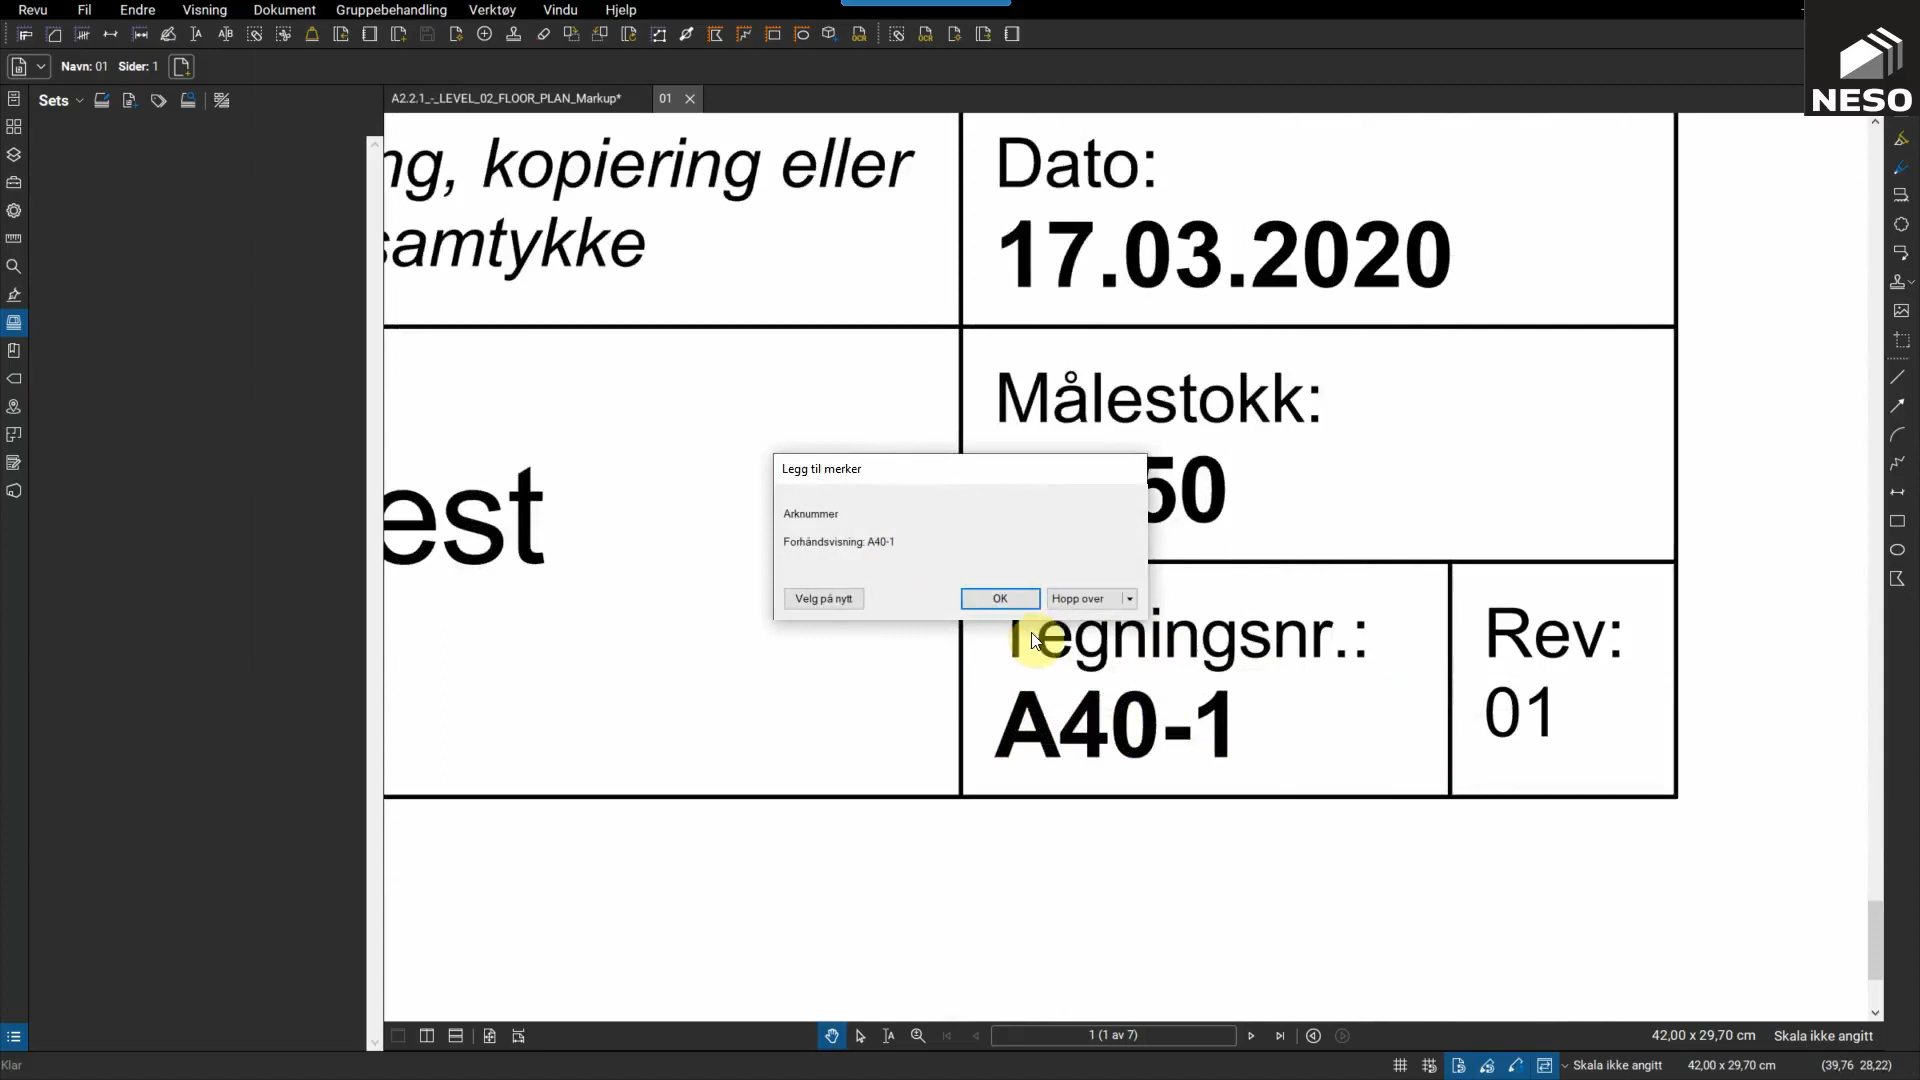 Revu Fil Endre Visning Dokument Gruppebehandling Verktøy Vindu Hjelp
NESO
Navn: 01 Sider: 1
Sets
A2.2.1_-_LEVEL_02_FLOOR_PLAN_Markup* 01
ng, kopiering eller
samtykke
Dato:
17.03.2020
Målestokk:
50
est
Legg til merker
Arknummer
Forhåndsvisning: A40-1
Velg på nytt OK Hopp over
Tegningsnr.:
A40-1
Rev:
01
1 (1 av 7)
42,00 x 29,70 cm Skala ikke angitt
Klar
Skala ikke angitt 42,00 x 29,70 cm (39,76 28,22)